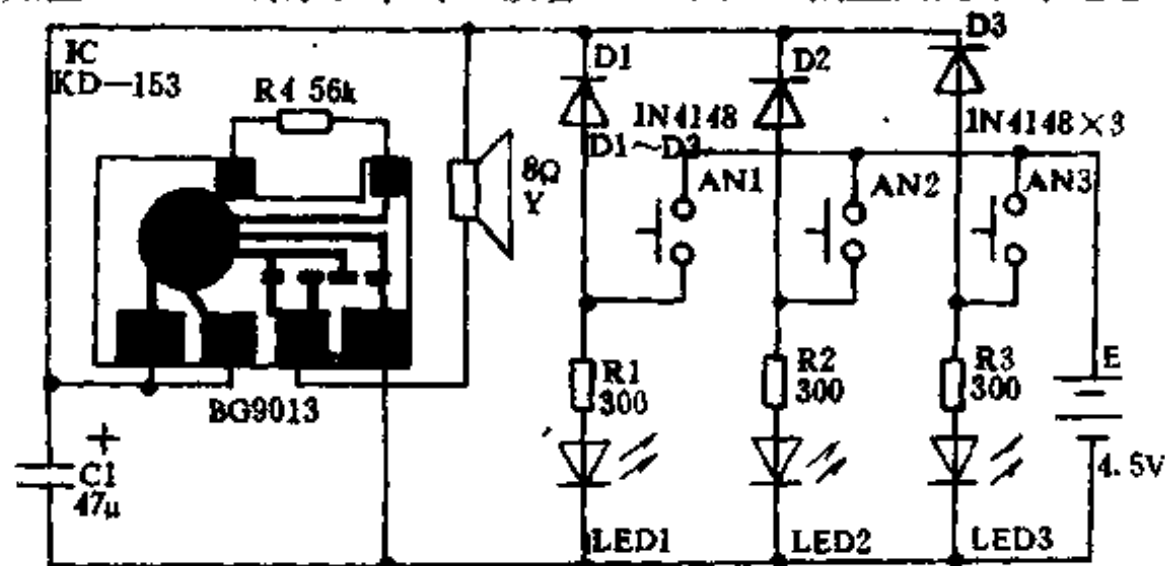 IC
KD-153
R4 56k
8Ω
Y
D1
1N4148
D1~D3
D2
D3
1N4148×3
AN1
AN2
AN3
R1
300
R2
300
R3
300
E
4.5V
BG9013
+
C1
47μ
LED1
LED2
LED3